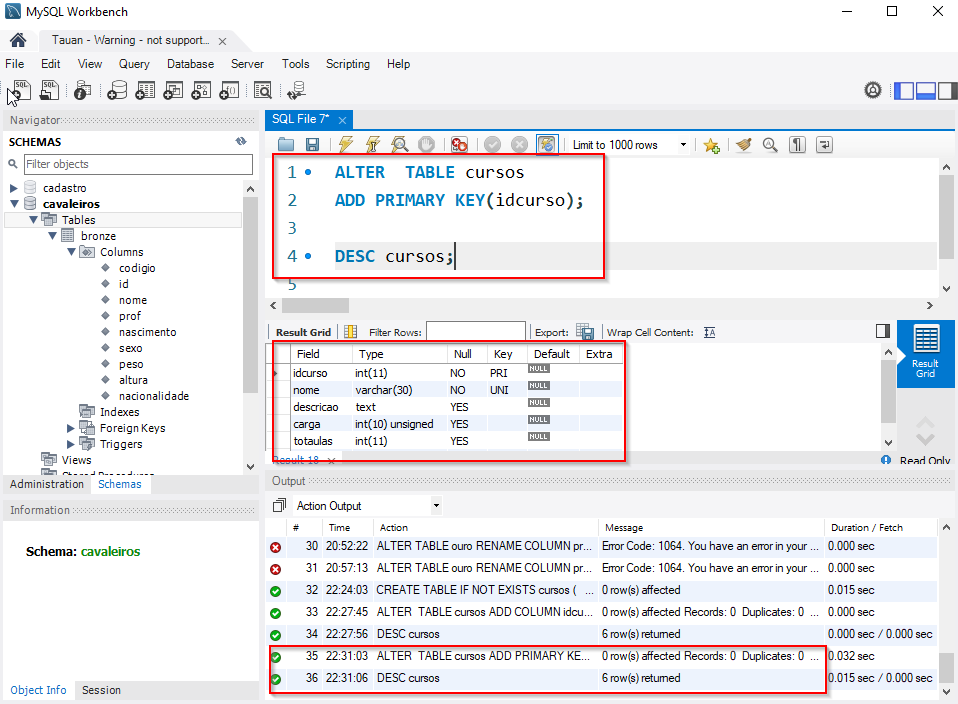 MySQL Workbench
Tauan - Warning - not support...
File Edit View Query Database Server Tools Scripting Help
Navigator
SCHEMAS
Filter objects
cadastro
cavaleiros
Tables
bronze
Columns
codigio
id
nome
prof
nascimento
sexo
peso
altura
nacionalidade
Indexes
Foreign Keys
Triggers
Views
Stored Procedures
Administration Schemas
Information
Schema: cavaleiros
Object Info Session
SQL File 7*
Limit to 1000 rows
1 ALTER TABLE cursos
2 ADD PRIMARY KEY(idcurso);
3
4 DESC cursos;
5
Result Grid Filter Rows: Export: Wrap Cell Content:
Field Type Null Key Default Extra
idcurso int(11) NO PRI NULL
nome varchar(30) NO UNI NULL
descricao text YES NULL
carga int(10) unsigned YES NULL
totaulas int(11) YES NULL
Result 18
Result
Grid
Read Only
Output
Action Output
# Time Action Message Duration / Fetch
30 20:52:22 ALTER TABLE ouro RENAME COLUMN pr... Error Code: 1064. You have an error in your ... 0.000 sec
31 20:57:13 ALTER TABLE ouro RENAME COLUMN pr... Error Code: 1064. You have an error in your ... 0.000 sec
32 22:24:03 CREATE TABLE IF NOT EXISTS cursos ( ... 0 row(s) affected 0.015 sec
33 22:27:45 ALTER TABLE cursos ADD COLUMN idcu... 0 row(s) affected Records: 0 Duplicates: 0 ... 0.000 sec
34 22:27:56 DESC cursos 6 row(s) returned 0.000 sec / 0.000 sec
35 22:31:03 ALTER TABLE cursos ADD PRIMARY KE... 0 row(s) affected Records: 0 Duplicates: 0 ... 0.032 sec
36 22:31:06 DESC cursos 6 row(s) returned 0.015 sec / 0.000 sec